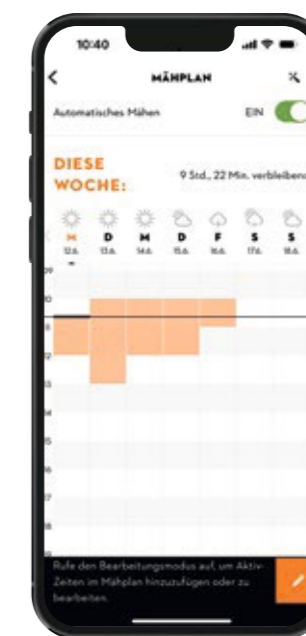 10:40
MÄHPLAN
Automatisches Mähen EIN
DIESE
WOCHE:
9 Std., 22 Min. verbleibend
M D M D F S S
12.6. 13.6. 14.6. 15.6. 16.6. 17.6. 18.6.
09
10
11
12
13
14
15
16
17
18
19
Rufe den Bearbeitungsmodus auf, um Aktiv-
Zeiten im Mähplan hinzuzufügen oder zu
bearbeiten.